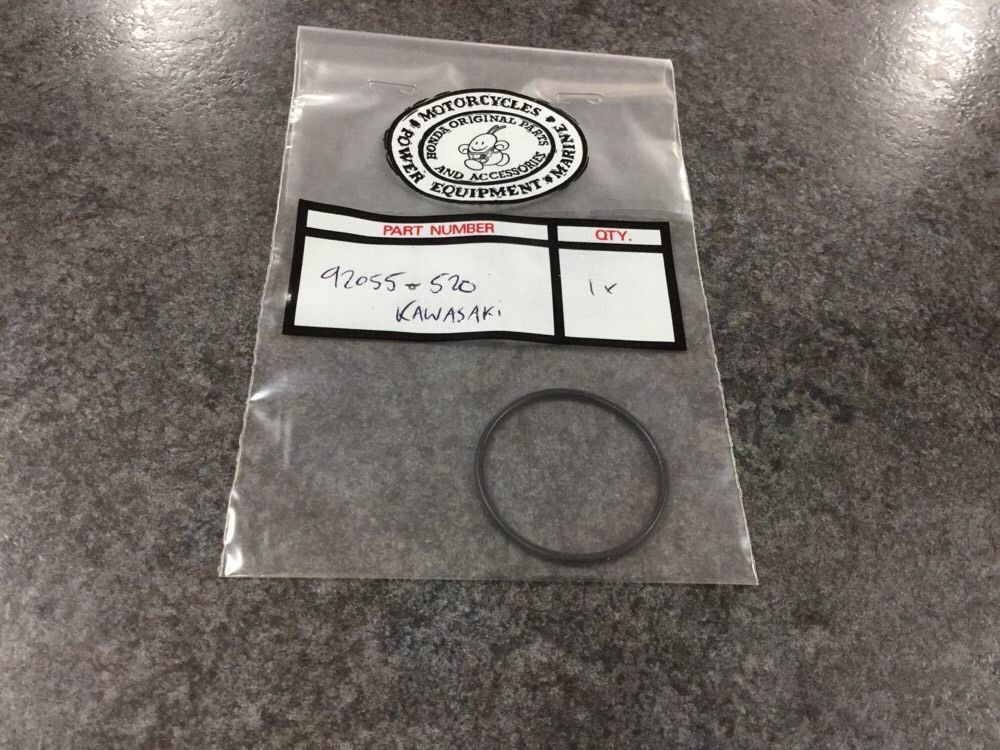 MOTORCYCLES
HONDA ORIGINAL PARTS
AND ACCESSORIES
POWER EQUIPMENT MARINE
PART NUMBER QTY.
92055-520 1x
KAWASAKi